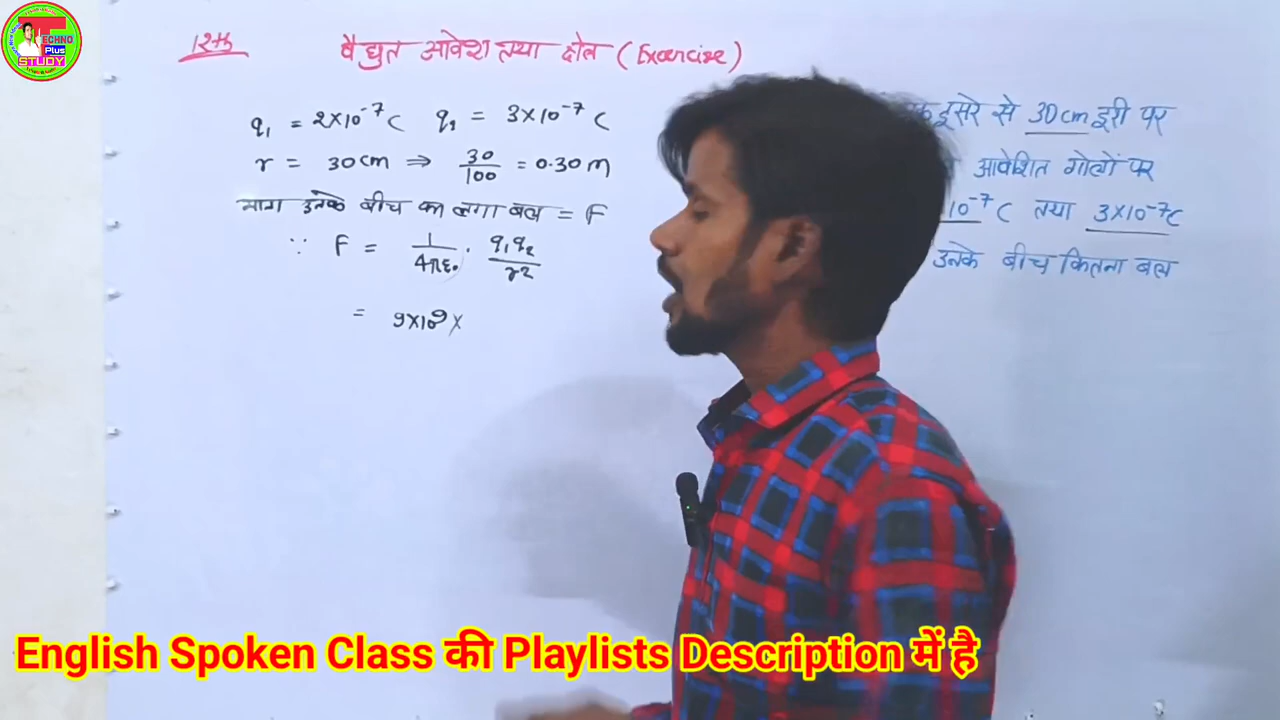 TECHNO
Plus
STUDY
12th
वैद्युत आवेश तथा क्षेत्र (Exercise)
q₁ = 2×10⁻⁷ C q₂ = 3×10⁻⁷ C
r = 30 cm ⇒ 30/100 = 0.30 m
माना उनके बीच का लगा बल = F
∵ F = 1/4πε₀ · q₁q₂/r²
= 9×10⁹ ×
दूसरे से 30 cm दूरी पर
आवेशित गोलों पर
10⁻⁷ C तथा 3×10⁻⁷C
उनके बीच कितना बल
English Spoken Class की Playlists Description में है